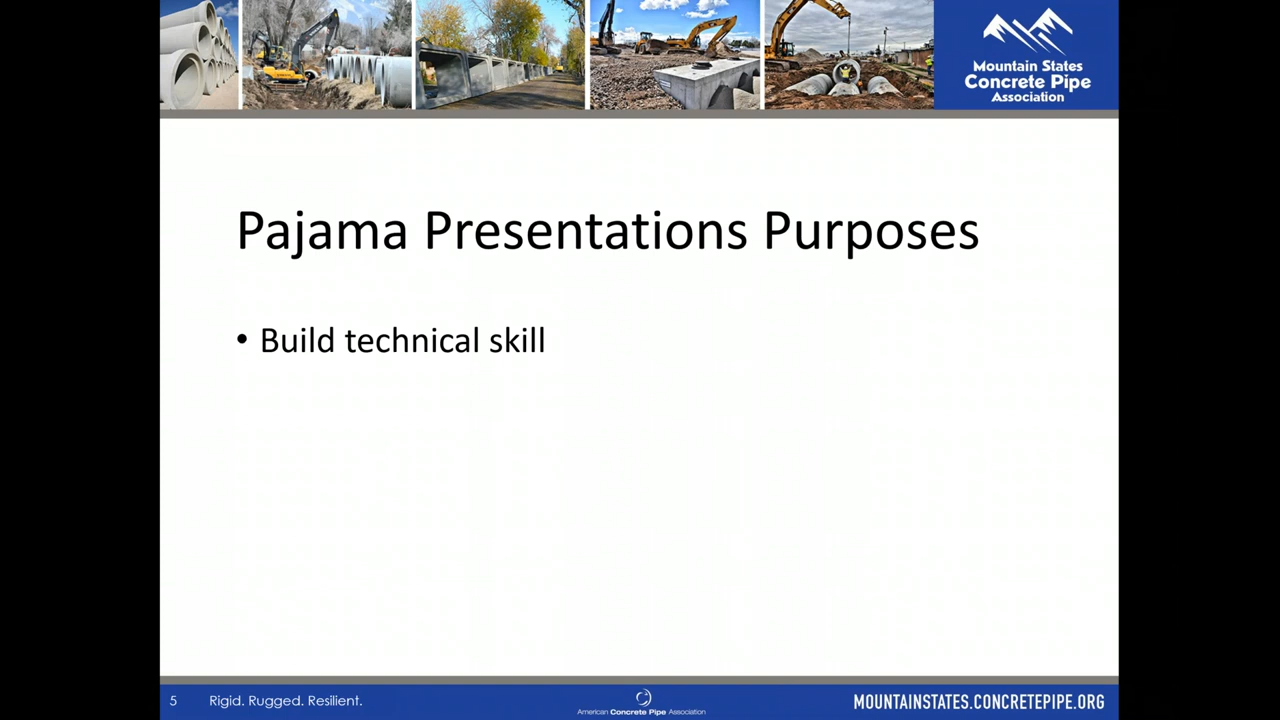 Mountain States
Concrete Pipe
Association
Pajama Presentations Purposes
• Build technical skill
5
Rigid. Rugged. Resilient.
American Concrete Pipe Association
MOUNTAINSTATES.CONCRETEPIPE.ORG